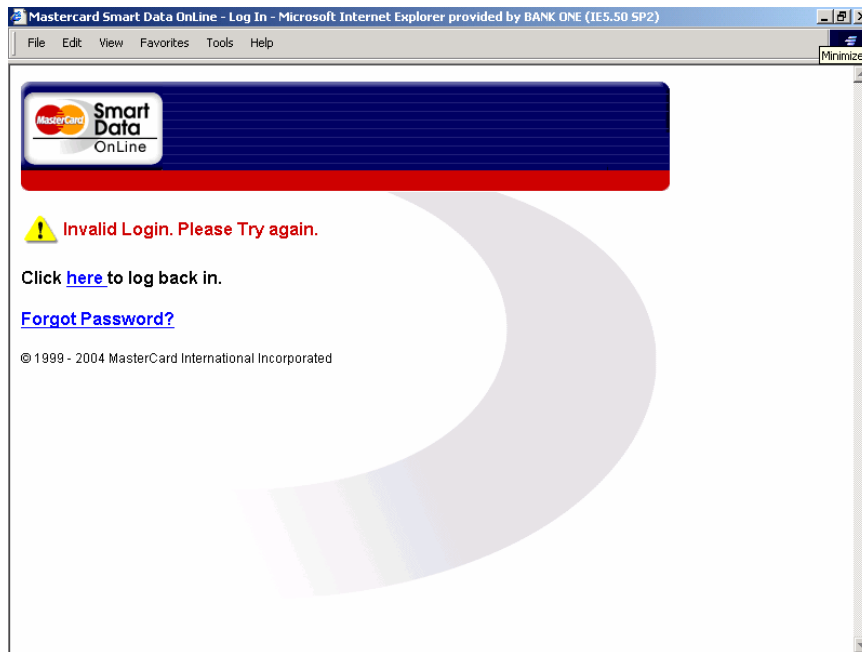 Mastercard Smart Data OnLine - Log In - Microsoft Internet Explorer provided by BANK ONE (IE5.50 SP2)
File Edit View Favorites Tools Help
Minimize
MasterCard
Smart
Data
OnLine
Invalid Login. Please Try again.
Click here to log back in.
Forgot Password?
© 1999 - 2004 MasterCard International Incorporated